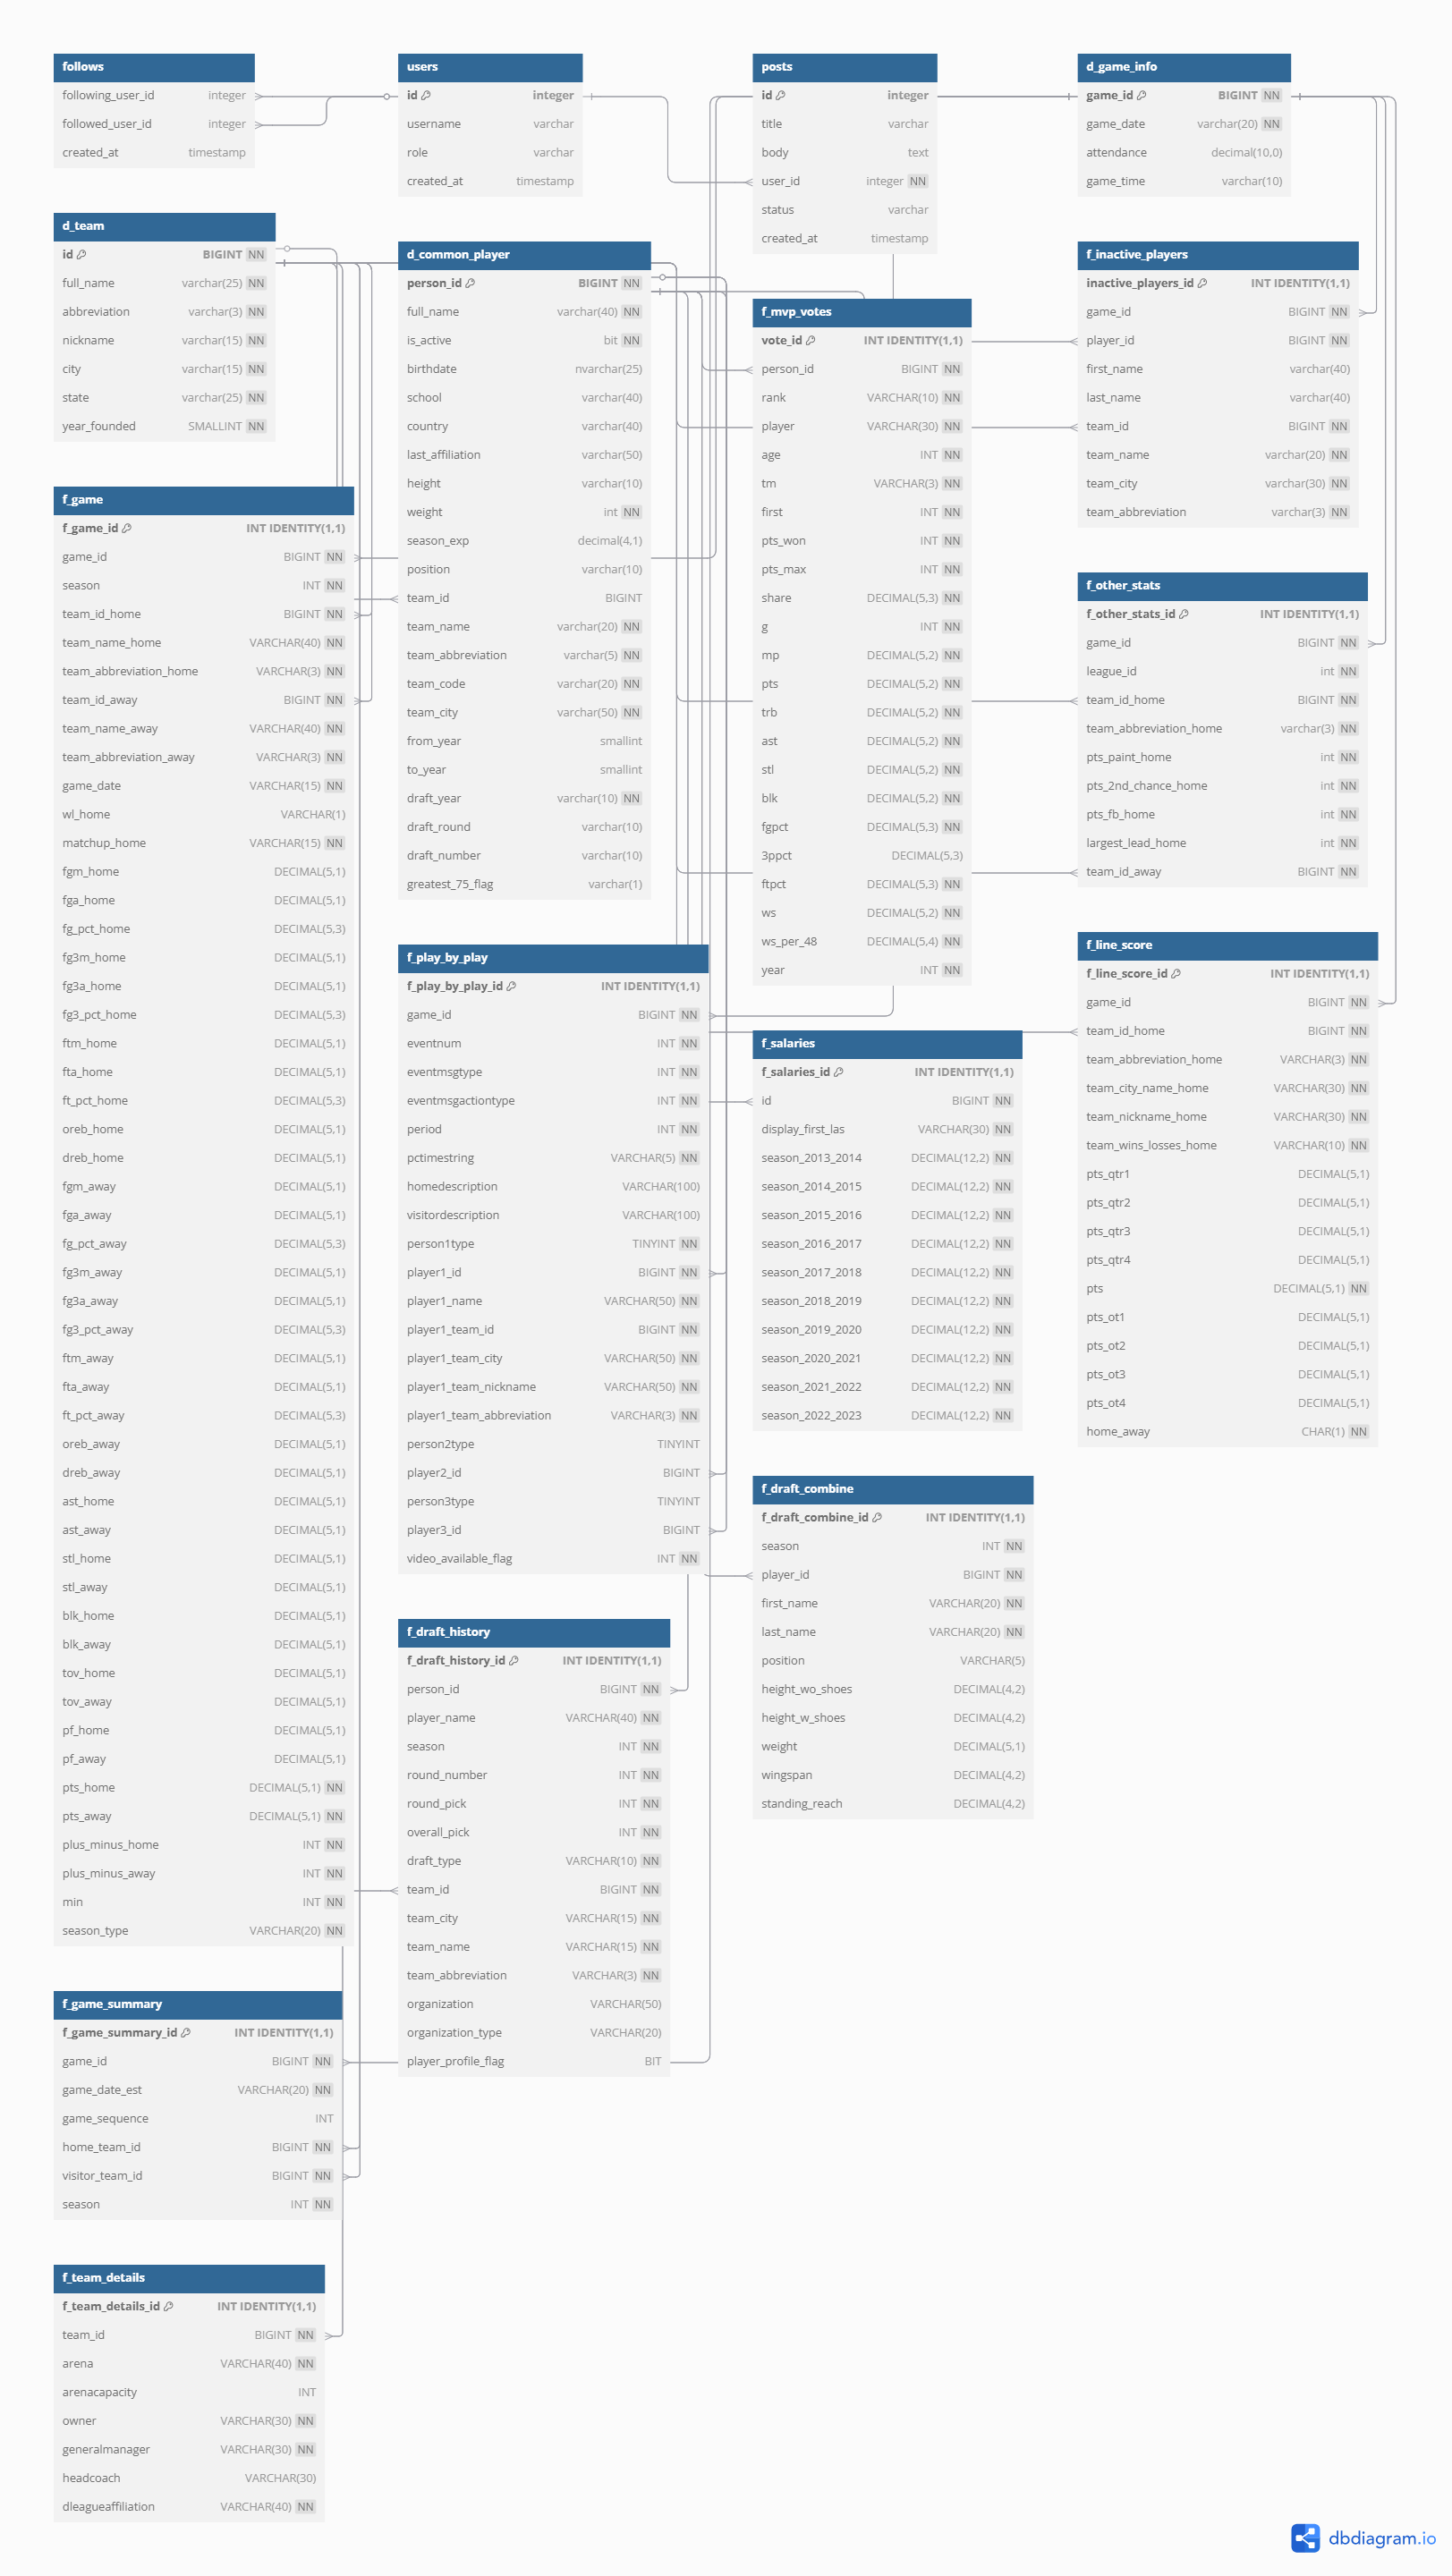 follows
following_user_id integer
followed_user_id integer
created_at timestamp
users
id integer
username varchar
role varchar
created_at timestamp
posts
id integer
title varchar
body text
user_id integer NN
status varchar
created_at timestamp
d_game_info
game_id BIGINT NN
game_date varchar(20) NN
attendance decimal(10,0)
game_time varchar(10)
d_team
id BIGINT NN
full_name varchar(25) NN
abbreviation varchar(3) NN
nickname varchar(15) NN
city varchar(15) NN
state varchar(25) NN
year_founded SMALLINT NN
d_common_player
person_id BIGINT NN
full_name varchar(40) NN
is_active bit NN
birthdate nvarchar(25)
school varchar(40)
country varchar(40)
last_affiliation varchar(50)
height varchar(10)
weight int NN
season_exp decimal(4,1)
position varchar(10)
team_id BIGINT
team_name varchar(20) NN
team_abbreviation varchar(5) NN
team_code varchar(20) NN
team_city varchar(50) NN
from_year smallint
to_year smallint
draft_year varchar(10) NN
draft_round varchar(10)
draft_number varchar(10)
greatest_75_flag varchar(1)
f_mvp_votes
vote_id INT IDENTITY(1,1)
person_id BIGINT NN
rank VARCHAR(10) NN
player VARCHAR(30) NN
age INT NN
tm VARCHAR(3) NN
first INT NN
pts_won INT NN
pts_max INT NN
share DECIMAL(5,3) NN
g INT NN
mp DECIMAL(5,2) NN
pts DECIMAL(5,2) NN
trb DECIMAL(5,2) NN
ast DECIMAL(5,2) NN
stl DECIMAL(5,2) NN
blk DECIMAL(5,2) NN
fgpct DECIMAL(5,3) NN
3ppct DECIMAL(5,3)
ftpct DECIMAL(5,3) NN
ws DECIMAL(5,2) NN
ws_per_48 DECIMAL(5,4) NN
year INT NN
f_inactive_players
inactive_players_id INT IDENTITY(1,1)
game_id BIGINT NN
player_id BIGINT NN
first_name varchar(40)
last_name varchar(40)
team_id BIGINT NN
team_name varchar(20) NN
team_city varchar(30) NN
team_abbreviation varchar(3) NN
f_game
f_game_id INT IDENTITY(1,1)
game_id BIGINT NN
season INT NN
team_id_home BIGINT NN
team_name_home VARCHAR(40) NN
team_abbreviation_home VARCHAR(3) NN
team_id_away BIGINT NN
team_name_away VARCHAR(40) NN
team_abbreviation_away VARCHAR(3) NN
game_date VARCHAR(15) NN
wl_home VARCHAR(1)
matchup_home VARCHAR(15) NN
fgm_home DECIMAL(5,1)
fga_home DECIMAL(5,1)
fg_pct_home DECIMAL(5,3)
fg3m_home DECIMAL(5,1)
fg3a_home DECIMAL(5,1)
fg3_pct_home DECIMAL(5,3)
ftm_home DECIMAL(5,1)
fta_home DECIMAL(5,1)
ft_pct_home DECIMAL(5,3)
oreb_home DECIMAL(5,1)
dreb_home DECIMAL(5,1)
fgm_away DECIMAL(5,1)
fga_away DECIMAL(5,1)
fg_pct_away DECIMAL(5,3)
fg3m_away DECIMAL(5,1)
fg3a_away DECIMAL(5,1)
fg3_pct_away DECIMAL(5,3)
ftm_away DECIMAL(5,1)
fta_away DECIMAL(5,1)
ft_pct_away DECIMAL(5,3)
oreb_away DECIMAL(5,1)
dreb_away DECIMAL(5,1)
ast_home DECIMAL(5,1)
ast_away DECIMAL(5,1)
stl_home DECIMAL(5,1)
stl_away DECIMAL(5,1)
blk_home DECIMAL(5,1)
blk_away DECIMAL(5,1)
tov_home DECIMAL(5,1)
tov_away DECIMAL(5,1)
pf_home DECIMAL(5,1)
pf_away DECIMAL(5,1)
pts_home DECIMAL(5,1) NN
pts_away DECIMAL(5,1) NN
plus_minus_home INT NN
plus_minus_away INT NN
min INT NN
season_type VARCHAR(20) NN
f_other_stats
f_other_stats_id INT IDENTITY(1,1)
game_id BIGINT NN
league_id int NN
team_id_home BIGINT NN
team_abbreviation_home varchar(3) NN
pts_paint_home int NN
pts_2nd_chance_home int NN
pts_fb_home int NN
largest_lead_home int NN
team_id_away BIGINT NN
f_line_score
f_line_score_id INT IDENTITY(1,1)
game_id BIGINT NN
team_id_home BIGINT NN
team_abbreviation_home VARCHAR(3) NN
team_city_name_home VARCHAR(30) NN
team_nickname_home VARCHAR(30) NN
team_wins_losses_home VARCHAR(10) NN
pts_qtr1 DECIMAL(5,1)
pts_qtr2 DECIMAL(5,1)
pts_qtr3 DECIMAL(5,1)
pts_qtr4 DECIMAL(5,1)
pts DECIMAL(5,1) NN
pts_ot1 DECIMAL(5,1)
pts_ot2 DECIMAL(5,1)
pts_ot3 DECIMAL(5,1)
pts_ot4 DECIMAL(5,1)
home_away CHAR(1) NN
f_play_by_play
f_play_by_play_id INT IDENTITY(1,1)
game_id BIGINT NN
eventnum INT NN
eventmsgtype INT NN
eventmsgactiontype INT NN
period INT NN
pctimestring VARCHAR(5) NN
homedescription VARCHAR(100)
visitordescription VARCHAR(100)
person1type TINYINT NN
player1_id BIGINT NN
player1_name VARCHAR(50) NN
player1_team_id BIGINT NN
player1_team_city VARCHAR(50) NN
player1_team_nickname VARCHAR(50) NN
player1_team_abbreviation VARCHAR(3) NN
person2type TINYINT
player2_id BIGINT
person3type TINYINT
player3_id BIGINT
video_available_flag INT NN
f_salaries
f_salaries_id INT IDENTITY(1,1)
id BIGINT NN
display_first_las VARCHAR(30) NN
season_2013_2014 DECIMAL(12,2) NN
season_2014_2015 DECIMAL(12,2) NN
season_2015_2016 DECIMAL(12,2) NN
season_2016_2017 DECIMAL(12,2) NN
season_2017_2018 DECIMAL(12,2) NN
season_2018_2019 DECIMAL(12,2) NN
season_2019_2020 DECIMAL(12,2) NN
season_2020_2021 DECIMAL(12,2) NN
season_2021_2022 DECIMAL(12,2) NN
season_2022_2023 DECIMAL(12,2) NN
f_draft_combine
f_draft_combine_id INT IDENTITY(1,1)
season INT NN
player_id BIGINT NN
first_name VARCHAR(20) NN
last_name VARCHAR(20) NN
position VARCHAR(5)
height_wo_shoes DECIMAL(4,2)
height_w_shoes DECIMAL(4,2)
weight DECIMAL(5,1)
wingspan DECIMAL(4,2)
standing_reach DECIMAL(4,2)
f_draft_history
f_draft_history_id INT IDENTITY(1,1)
person_id BIGINT NN
player_name VARCHAR(40) NN
season INT NN
round_number INT NN
round_pick INT NN
overall_pick INT NN
draft_type VARCHAR(10) NN
team_id BIGINT NN
team_city VARCHAR(15) NN
team_name VARCHAR(15) NN
team_abbreviation VARCHAR(3) NN
organization VARCHAR(50)
organization_type VARCHAR(20)
player_profile_flag BIT
f_game_summary
f_game_summary_id INT IDENTITY(1,1)
game_id BIGINT NN
game_date_est VARCHAR(20) NN
game_sequence INT
home_team_id BIGINT NN
visitor_team_id BIGINT NN
season INT NN
f_team_details
f_team_details_id INT IDENTITY(1,1)
team_id BIGINT NN
arena VARCHAR(40) NN
arenacapacity INT
owner VARCHAR(30) NN
generalmanager VARCHAR(30) NN
headcoach VARCHAR(30)
dleagueaffiliation VARCHAR(40) NN
dbdiagram.io